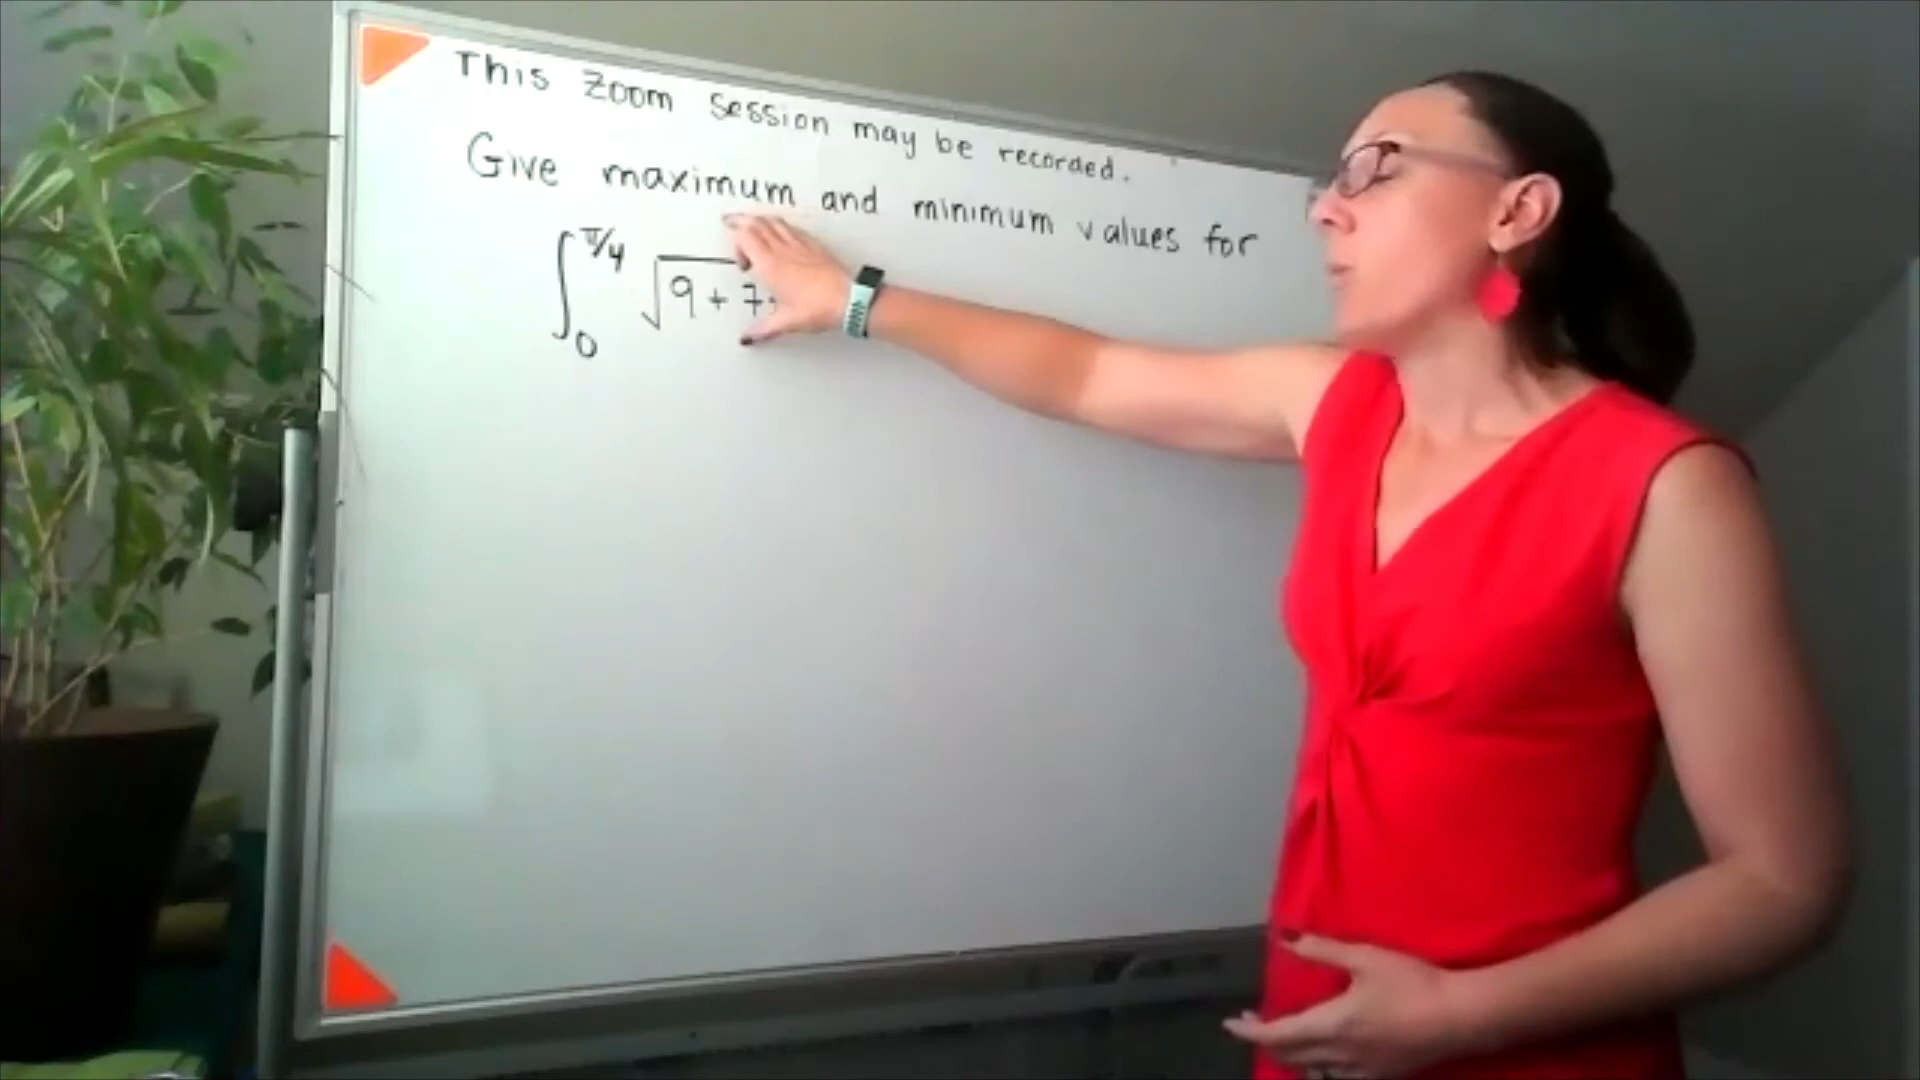 This Zoom session may be recorded.
Give maximum and minimum values for
∫₀^π/4 √9 + 7